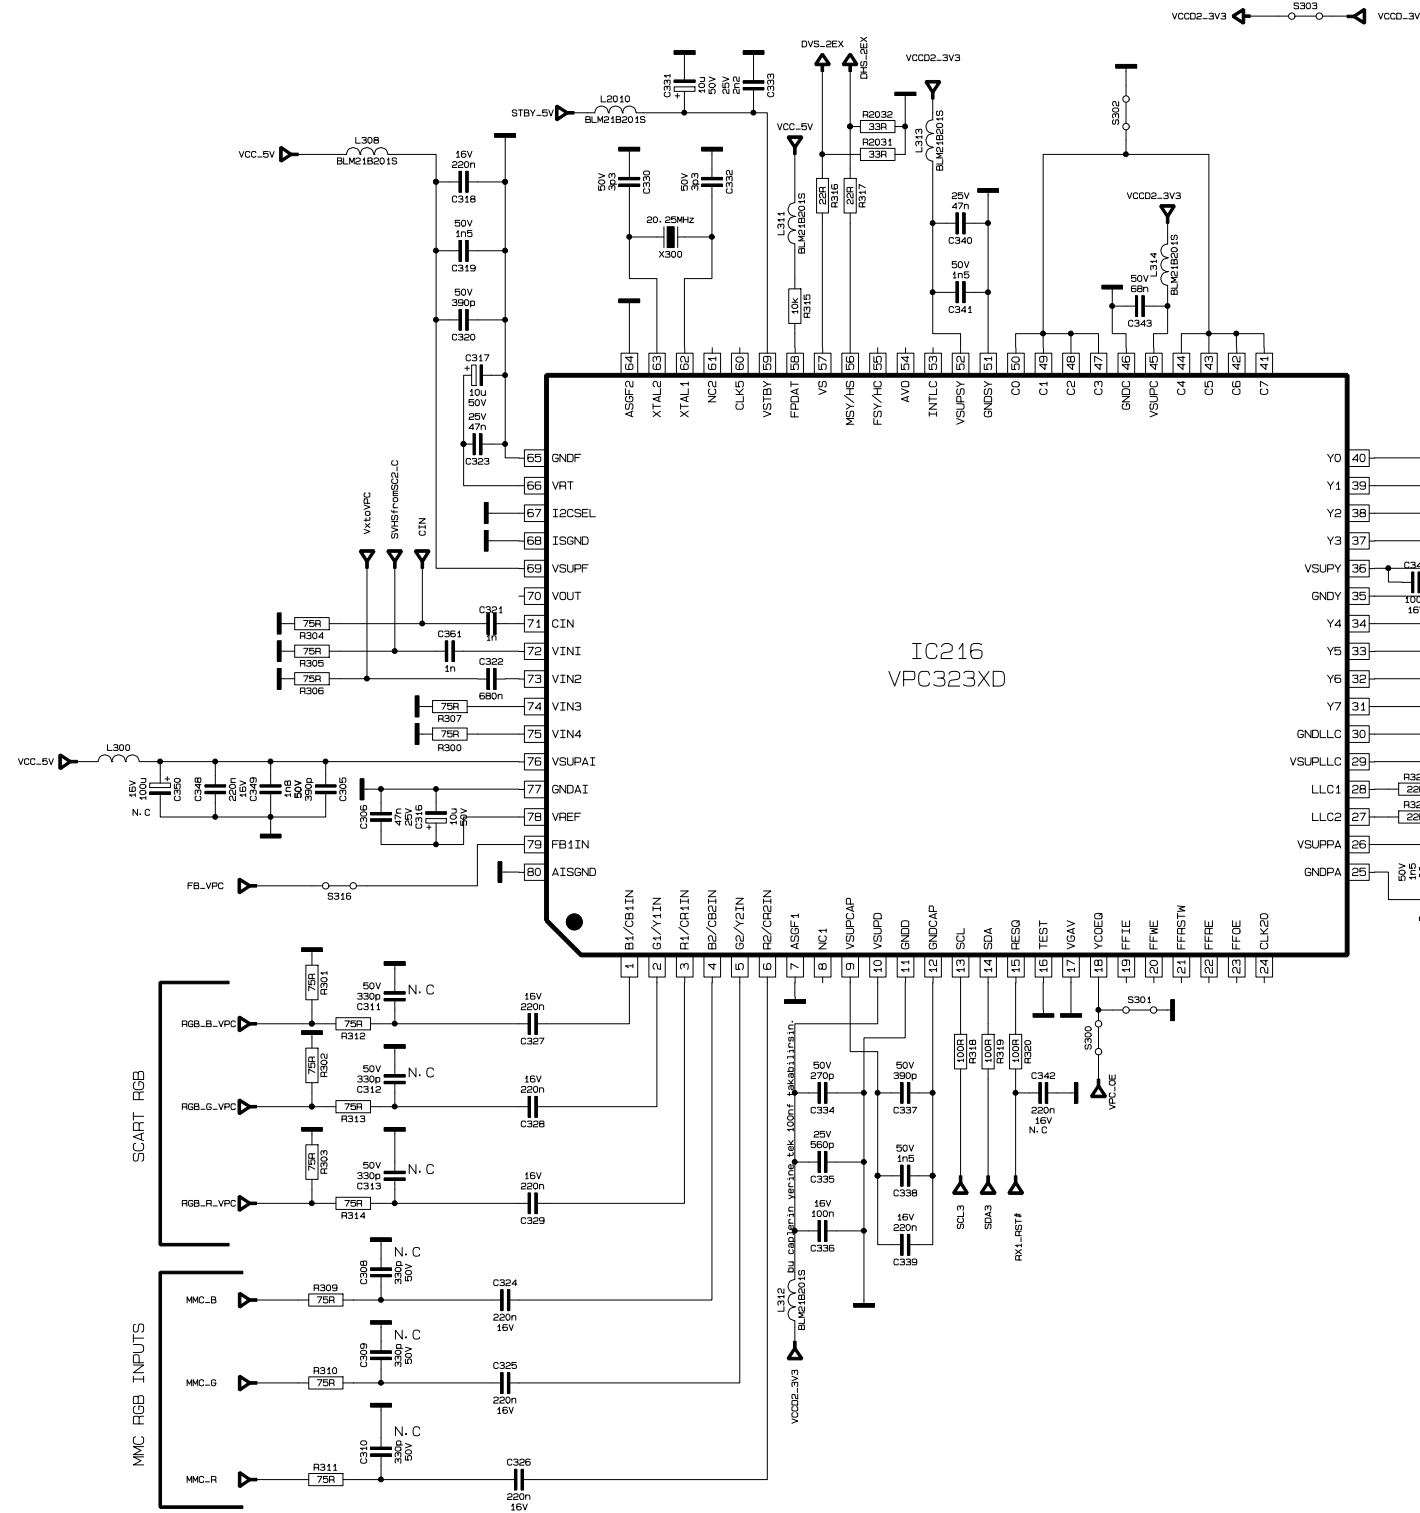 VCCD2_3V3
S303
STBY_5V
L2010
BLM21B201S
C331
10u
50V
25V
2n2
C333
DVS_2EX
DHS_2EX
VCCD2_3V3
R2032
33R
R2031
33R
L313
BLM21B201S
S302
VCC_5V
L308
BLM21B201S
16V
220n
C318
50V
1n5
C319
50V
390p
C320
C317
+
10u
50V
25V
47n
C323
50V
3p3
C330
50V
3p3
C332
20.25MHz
X300
VCC_5V
L311
BLM21B201S
10k
R315
22R
R316
22R
R317
25V
47n
C340
50V
1n5
C341
VCCD2_3V3
L314
BLM21B201S
50V
68n
C343
64 63 62 61 60 59 58 57 56 55 54 53 52 51 50 49 48 47 46 45 44 43 42 41
ASGF2
XTAL2
XTAL1
NC2
CLK5
VSTBY
FPDAT
VS
MSY/HS
FSY/HC
AVO
INTLC
VSUPSY
GNDSY
C0
C1
C2
C3
GNDC
VSUPC
C4
C5
C6
C7
65 GNDF
66 VRT
67 I2CSEL
68 ISGND
69 VSUPF
70 VOUT
71 CIN
72 VINI
73 VIN2
74 VIN3
75 VIN4
76 VSUPAI
77 GNDAI
78 VREF
79 FB1IN
80 AISGND
Y0 40
Y1 39
Y2 38
Y3 37
VSUPY 36
GNDY 35
Y4 34
Y5 33
Y6 32
Y7 31
GNDLLC 30
VSUPLLC 29
LLC1 28
LLC2 27
VSUPPA 26
GNDPA 25
50V
1n5
IC216
VPC323XD
VxtoVPC
SVHSfromSC2_C
CIN
75R
R304
75R
R305
75R
R306
C321
1n
C361
1n
C322
680n
75R
R307
75R
R300
VCC_5V
L300
16V
100u
C350
N.C
C348
220n
16V
C349
1n8
50V
390p
C305
C306
47n
25V
C316
10u
50V
FB_VPC
S316
B1/CB1IN
G1/Y1IN
R1/CR1IN
B2/CB2IN
G2/Y2IN
R2/CR2IN
ASGF1
NC1
VSUPCAP
VSUPD
GNDD
GNDCAP
SCL
SDA
RESQ
TEST
VGAV
YCOEQ
FFIE
FFWE
FFRSTW
FFRE
FFOE
CLK20
1 2 3 4 5 6 7 8 9 10 11 12 13 14 15 16 17 18 19 20 21 22 23 24
SCART RGB
RGB_B_VPC
75R
R301
75R
R312
50V
330p
C311
N.C
16V
220n
C327
RGB_G_VPC
75R
R302
75R
R313
50V
330p
C312
N.C
16V
220n
C328
RGB_R_VPC
75R
R303
75R
R314
50V
330p
C313
N.C
16V
220n
C329
MMC RGB INPUTS
MMC_B
R309
75R
C308
330p
50V
N.C
C324
220n
16V
MMC_G
R310
75R
C309
330p
50V
N.C
C325
220n
16V
MMC_R
R311
75R
C310
330p
50V
N.C
C326
220n
16V
bu caplerin yerine tek 100nf takabilirsin.
50V
270p
C334
25V
560p
C335
16V
100n
C336
50V
390p
C337
50V
1n5
C338
16V
220n
C339
L312
BLM21B201S
VCCD2_3V3
100R
R318
100R
R319
100R
R320
SCL3
SDA3
RX1_RST#
C342
220n
16V
N.C
S301
S300
VPC_OE